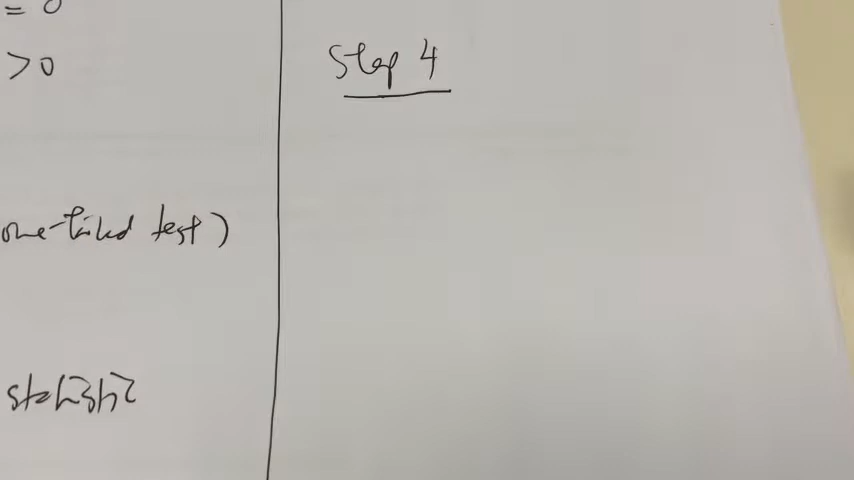 = 0
> 0
one-tailed test)
statistic
Step 4